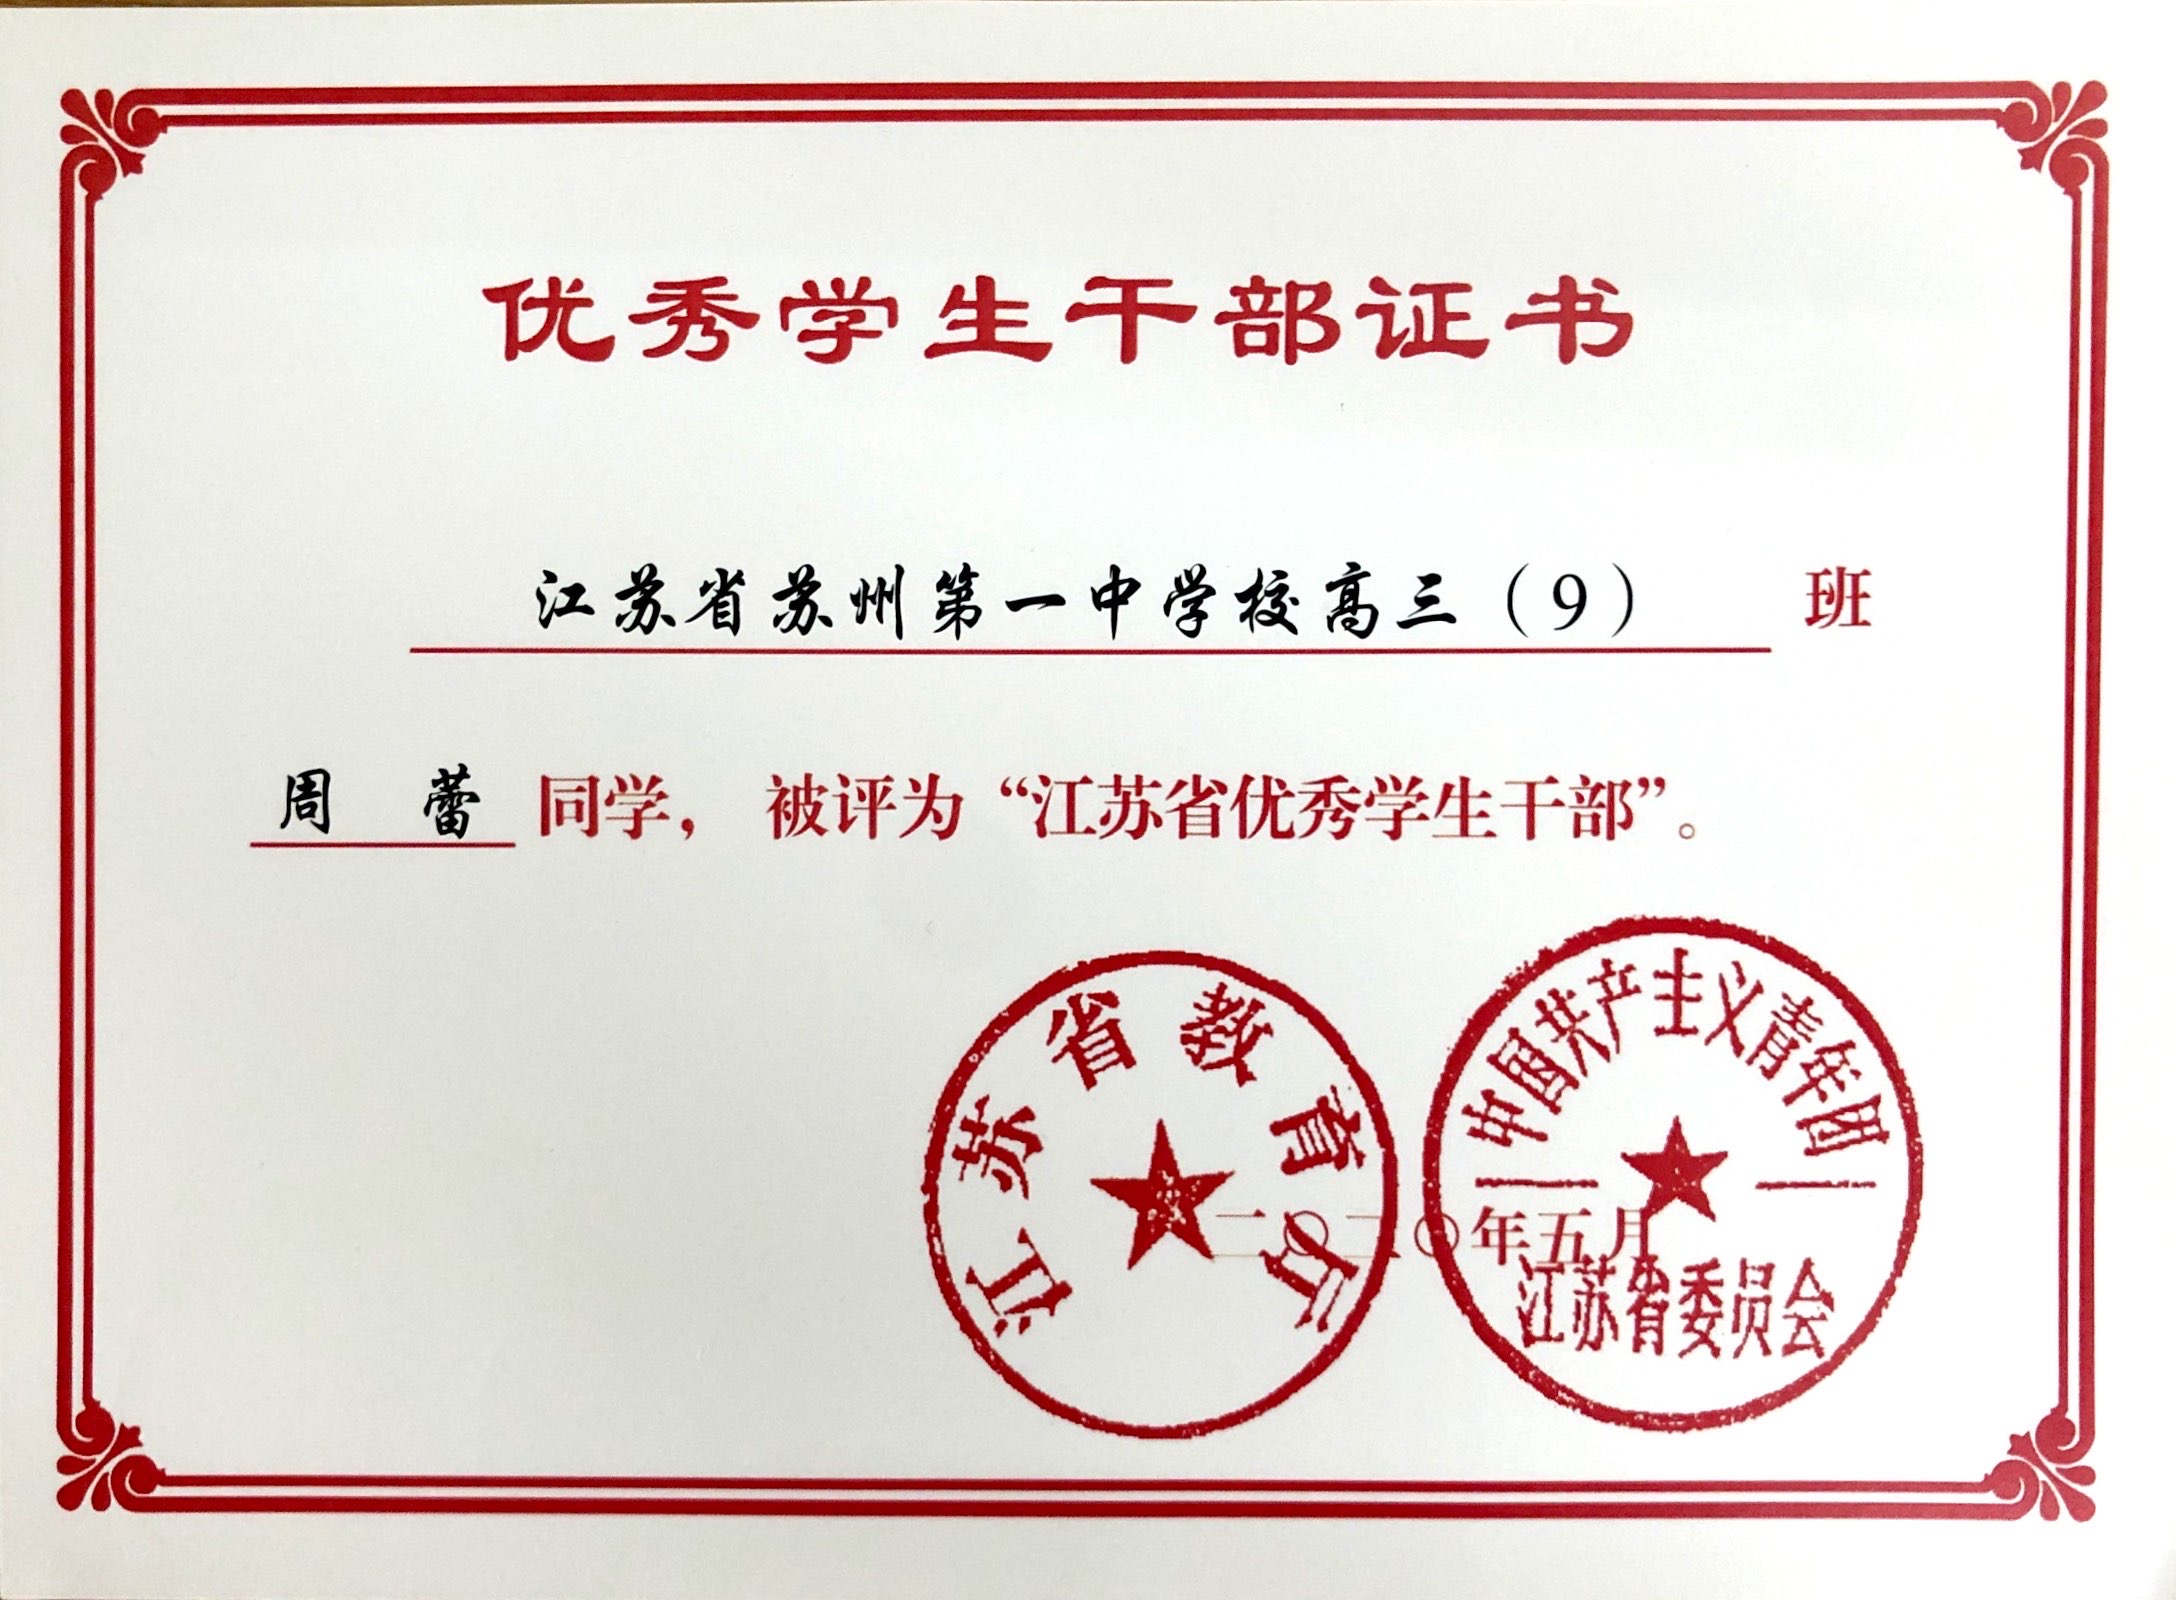 优秀学生干部证书
江苏省苏州第一中学校高三（9） 班
周 蕾 同学， 被评为“江苏省优秀学生干部”。
江苏省教育厅
中国共产主义青年团
二〇二〇年五月
江苏省委员会